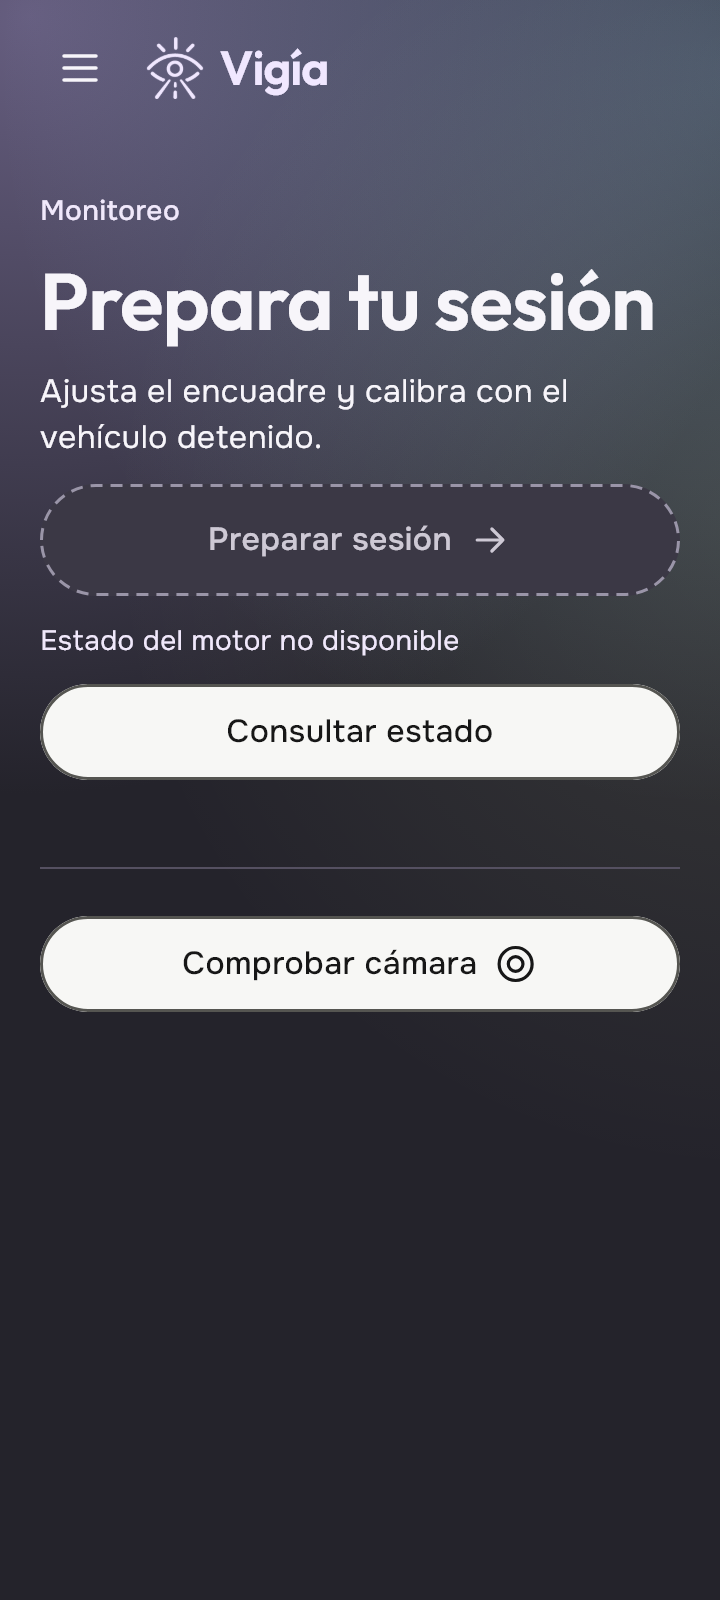 Vigía
Monitoreo
Prepara tu sesión
Ajusta el encuadre y calibra con el
vehículo detenido.
Preparar sesión
Estado del motor no disponible
Consultar estado
Comprobar cámara